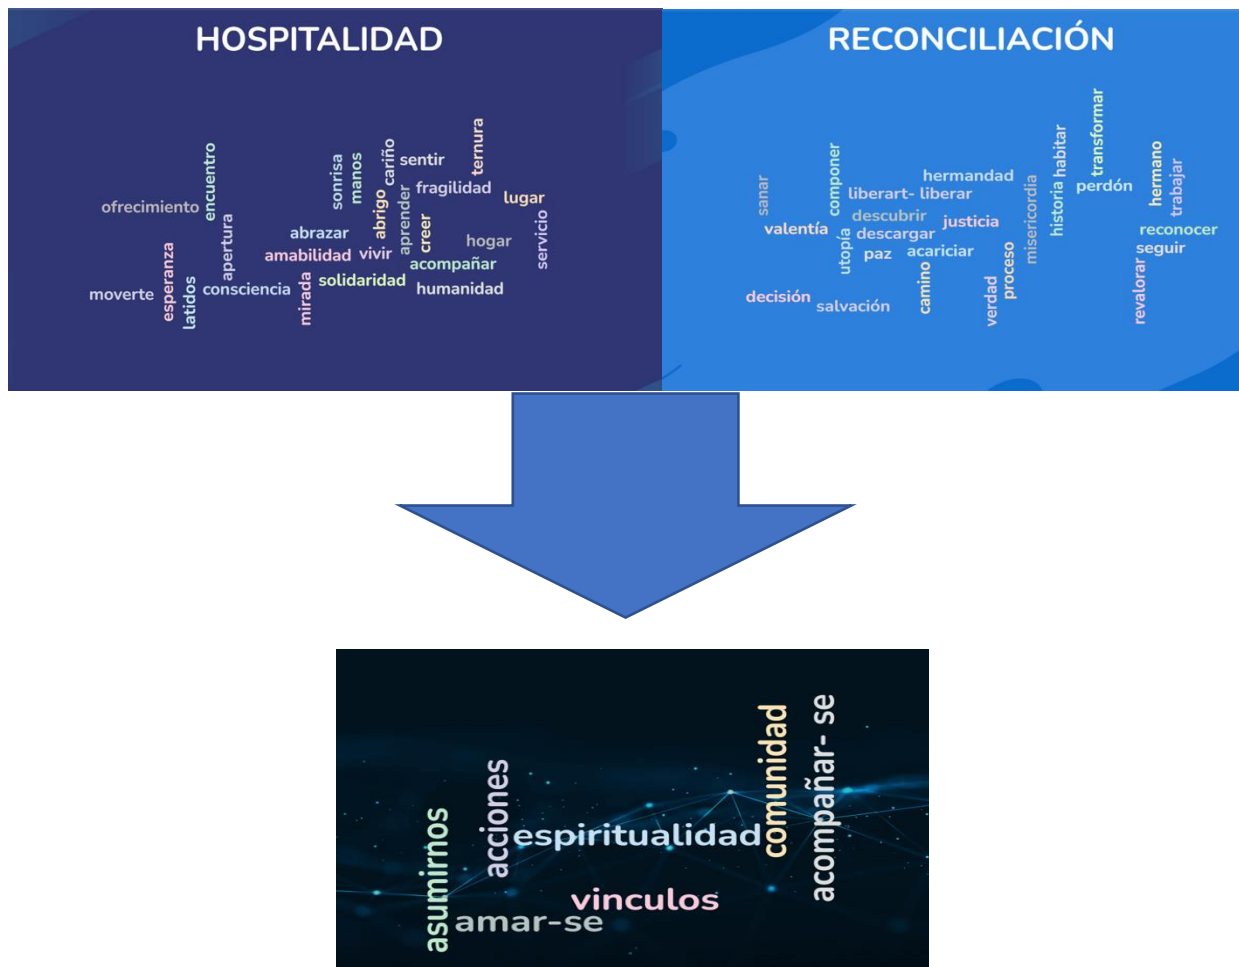 HOSPITALIDAD
ternura
cariño
sentir
encuentro
sonrisa
manos
fragilidad
aprender
abrigo
lugar
ofrecimiento
servicio
apertura
creer
abrazar
hogar
esperanza
amabilidad
vivir
acompañar
latidos
mirada
solidaridad
consciencia
humanidad
moverte
RECONCILIACIÓN
transformar
habitar
componer
hermano
trabajar
hermandad
sanar
misericordia
historia
perdón
liberart- liberar
descubrir
justicia
valentía
utopía
descargar
reconocer
paz
acariciar
seguir
proceso
camino
verdad
revalorar
decisión
salvación
acompañar- se
comunidad
acciones
espiritualidad
asumirnos
vinculos
amar-se